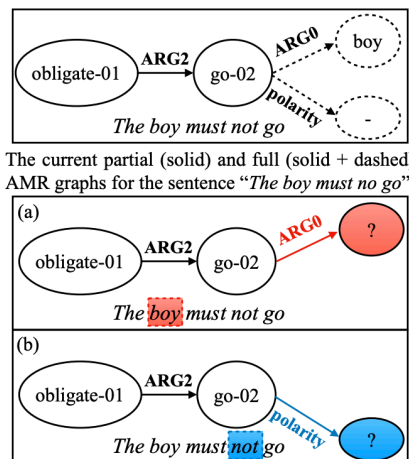 obligate-01 ARG2 go-02 ARG0 boy
polarity -
The boy must not go
The current partial (solid) and full (solid + dashed
AMR graphs for the sentence “The boy must no go”
(a)
obligate-01 ARG2 go-02 ARG0 ?
The boy must not go
(b)
obligate-01 ARG2 go-02 polarity ?
The boy must not go